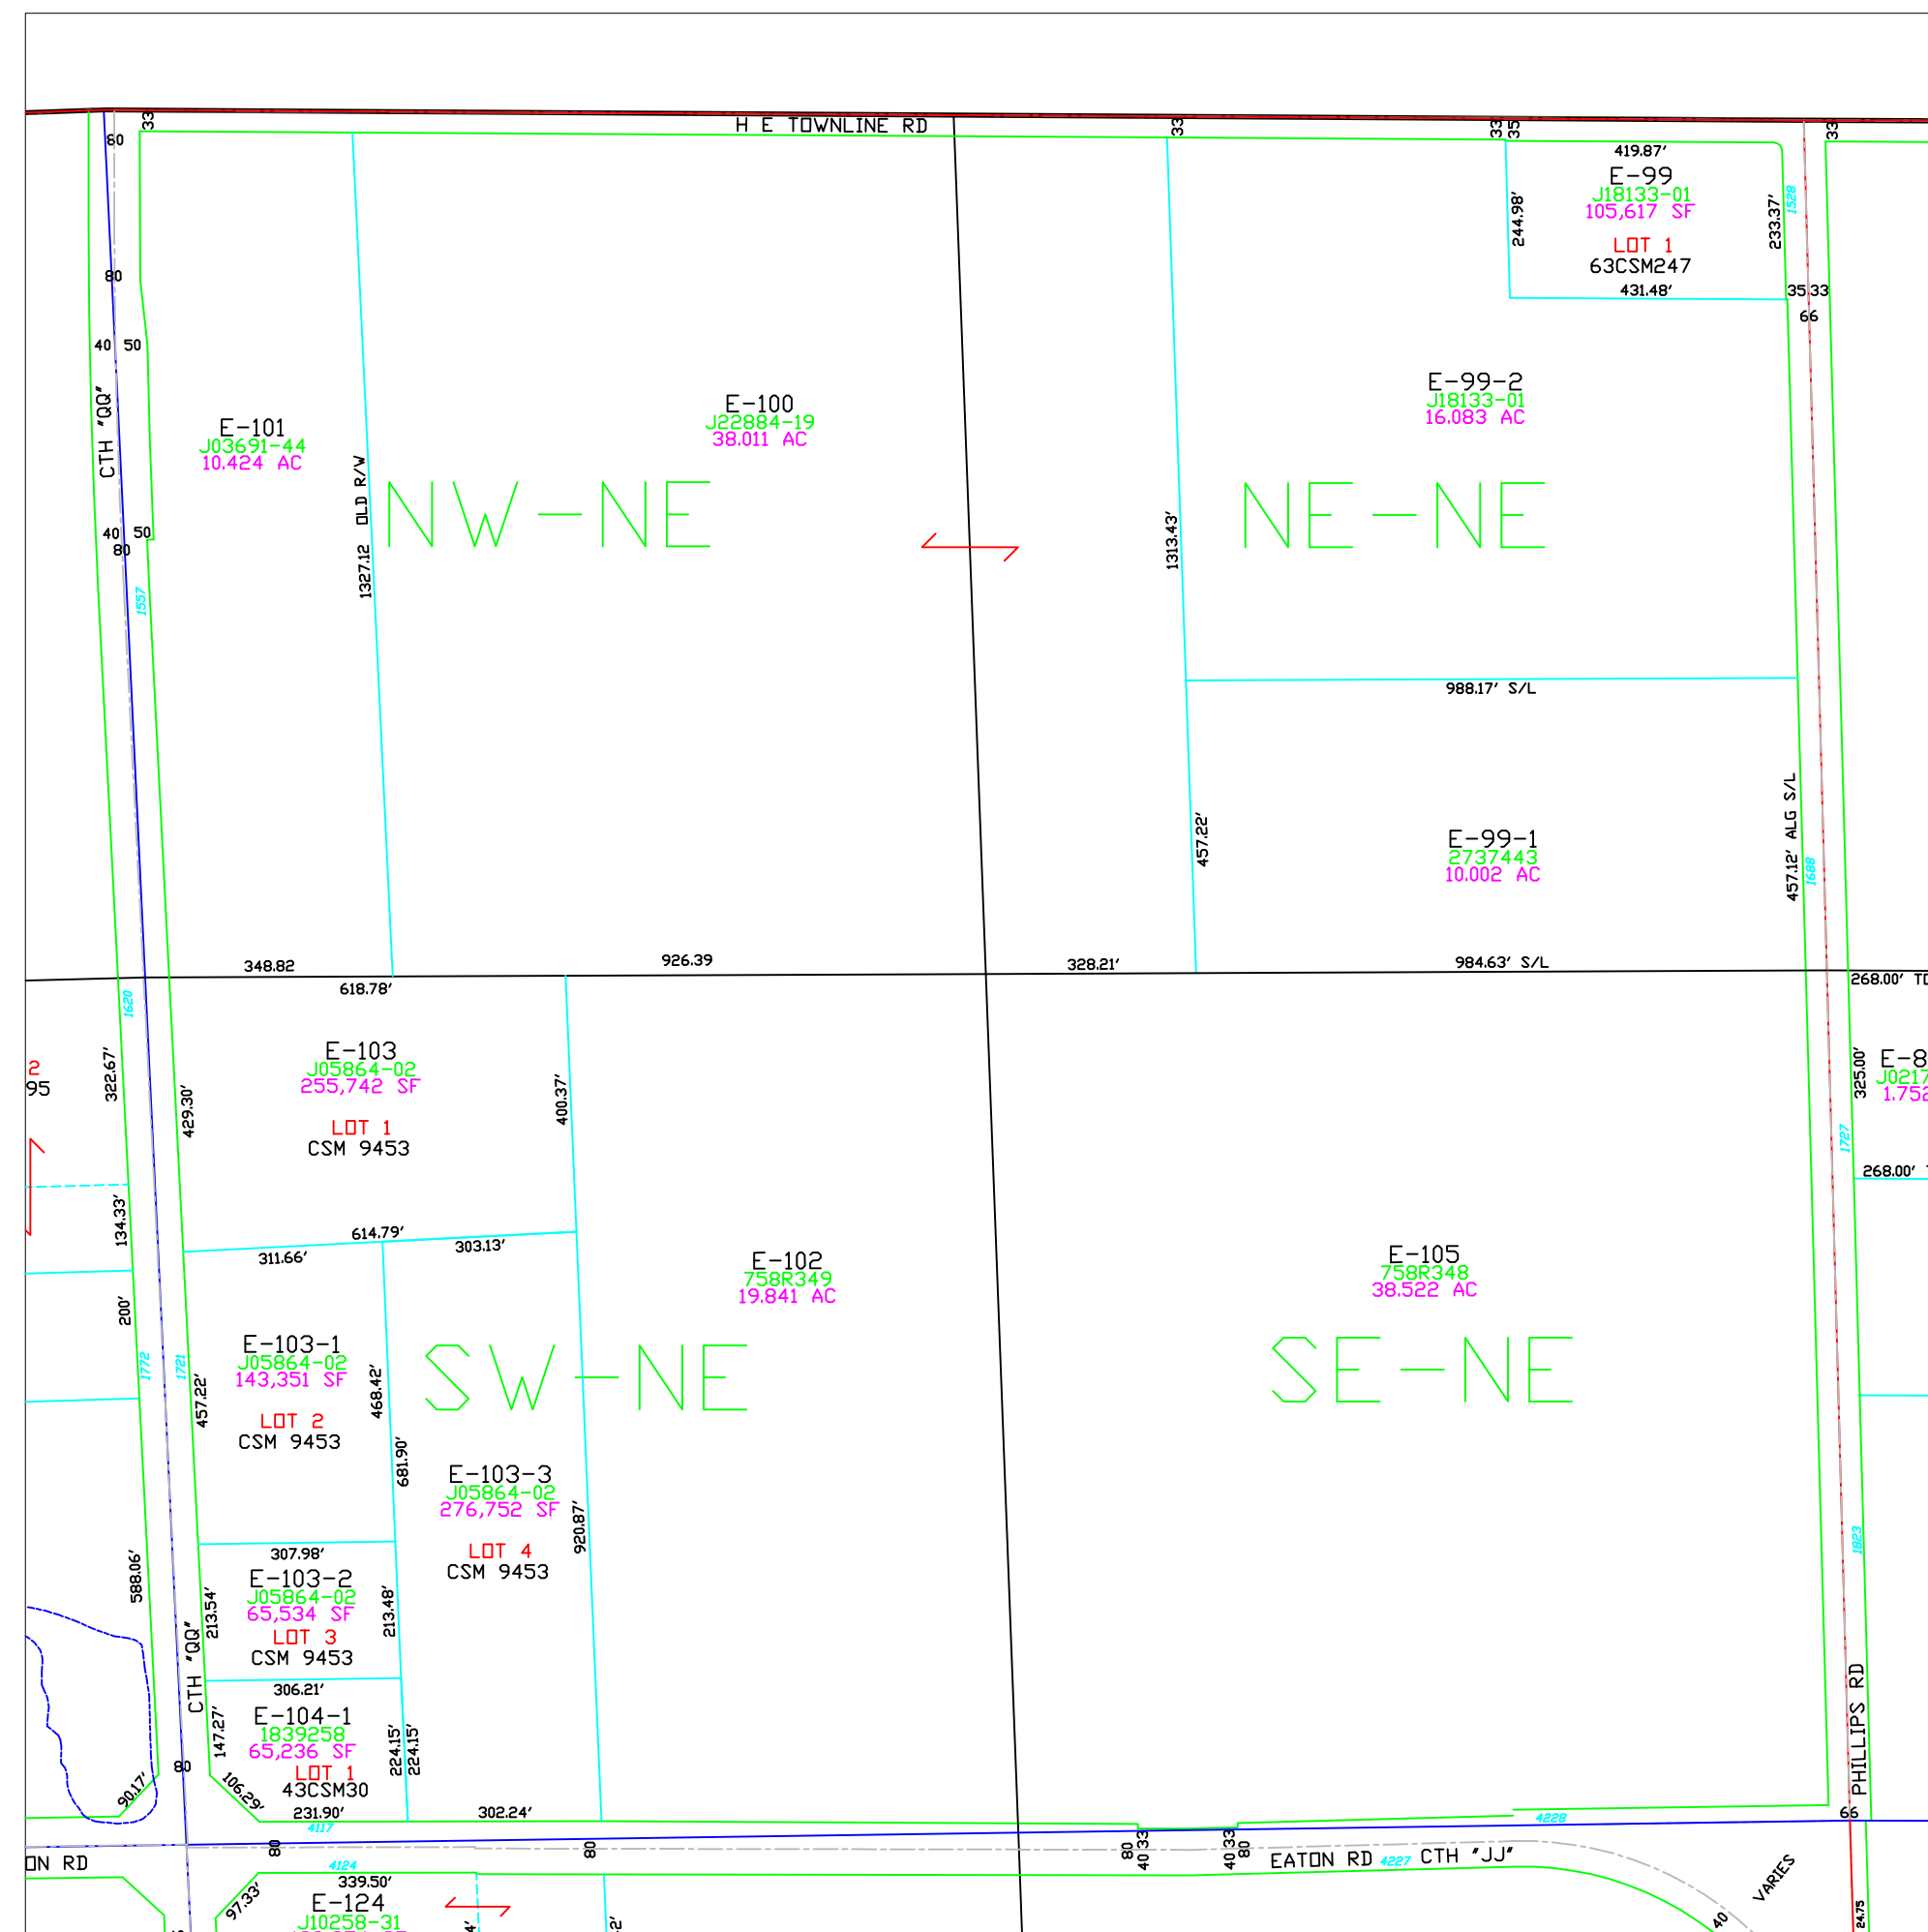 H E TOWNLINE RD
33
33
33
35
33
60
419.87'
E-99
J18133-01
105,617 SF
LOT 1
63CSM247
244.98'
233.37'
1528
431.48'
35
33
66
80
40
50
CTH "QQ"
E-101
J03691-44
10.424 AC
E-100
J22884-19
38.011 AC
E-99-2
J18133-01
16.083 AC
1327.12 OLD R/W
NW-NE
NE-NE
1313.43'
40
50
80
1557
988.17' S/L
E-99-1
2737443
10.002 AC
457.22'
457.12' ALG S/L
1688
348.82
926.39
328.21'
984.63' S/L
618.78'
268.00'
1620
322.67'
2
95
E-103
J05864-02
255,742 SF
LOT 1
CSM 9453
429.30'
400.37'
325.00'
E-8
J0217
1.752
1727
268.00'
134.33'
614.79'
311.66'
303.13'
200'
E-102
758R349
19.841 AC
E-105
758R348
38.522 AC
E-103-1
J05864-02
143,351 SF
LOT 2
CSM 9453
1772
1721
457.22'
468.42'
681.90'
SW-NE
SE-NE
E-103-3
J05864-02
276,752 SF
LOT 4
CSM 9453
920.87'
1823
307.98'
588.06'
E-103-2
J05864-02
65,534 SF
LOT 3
CSM 9453
213.54'
213.48'
CTH "QQ"
306.21'
E-104-1
1839258
65,236 SF
LOT 1
43CSM30
147.27'
224.15'
224.15'
PHILLIPS RD
80
90.17'
106.29'
231.90'
302.24'
4117
4228
66
80
80
80
40
33
40
33
80
ON RD
4124
EATON RD
4227
CTH "JJ"
VARIES
339.50'
97.33'
E-124
J10258-31
40
24.75